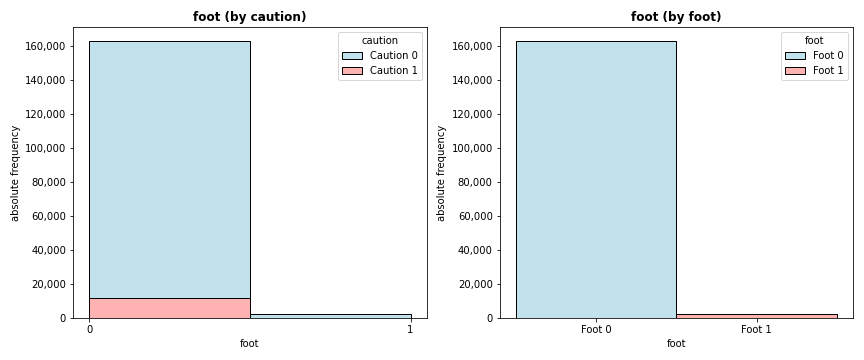 foot (by caution)
160,000
140,000
120,000
100,000
80,000
60,000
40,000
20,000
0
absolute frequency
caution
Caution 0
Caution 1
0
1
foot
foot (by foot)
160,000
140,000
120,000
100,000
80,000
60,000
40,000
20,000
0
absolute frequency
foot
Foot 0
Foot 1
Foot 0
Foot 1
foot